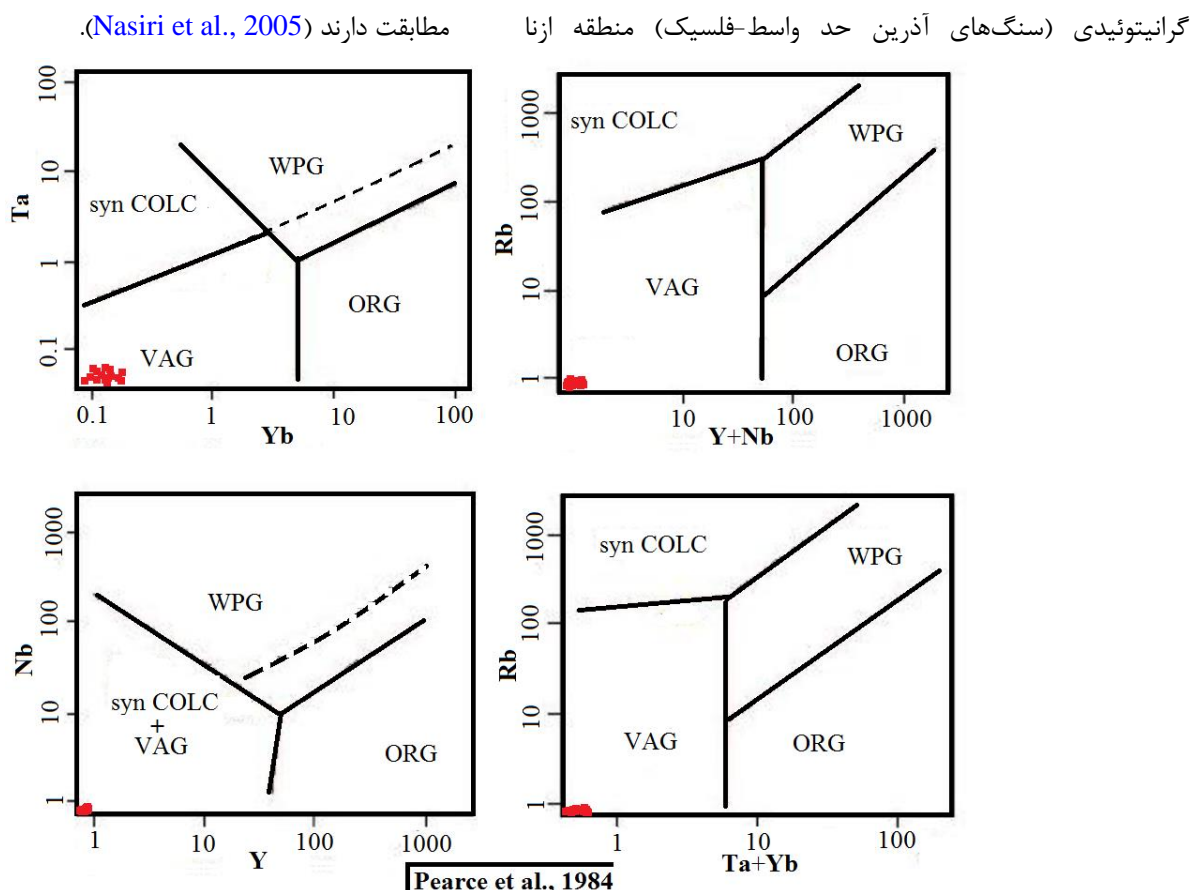 گرانیتوئیدی (سنگ‌های آذرین حد واسط-فلسیک) منطقه ازنا
مطابقت دارند (Nasiri et al., 2005).
Ta
100
10
1
0.1
WPG
syn COLC
ORG
VAG
0.1 1 10 100
Yb
Rb
1000
100
10
1
syn COLC
WPG
VAG
ORG
10 100 1000
Y+Nb
Nb
1000
100
10
1
WPG
syn COLC
+
VAG
ORG
1 10 100 1000
Y
Rb
1000
100
10
1
syn COLC
WPG
VAG
ORG
1 10 100
Ta+Yb
Pearce et al., 1984